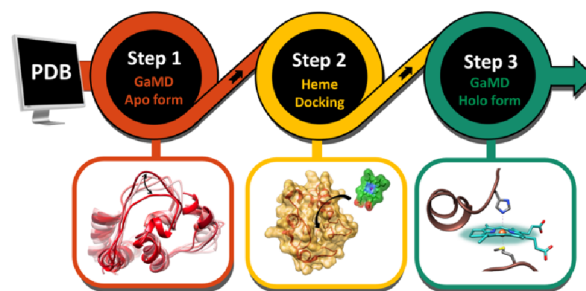 PDB
Step 1
GaMD
Apo form
Step 2
Heme
Docking
Step 3
GaMD
Holo form